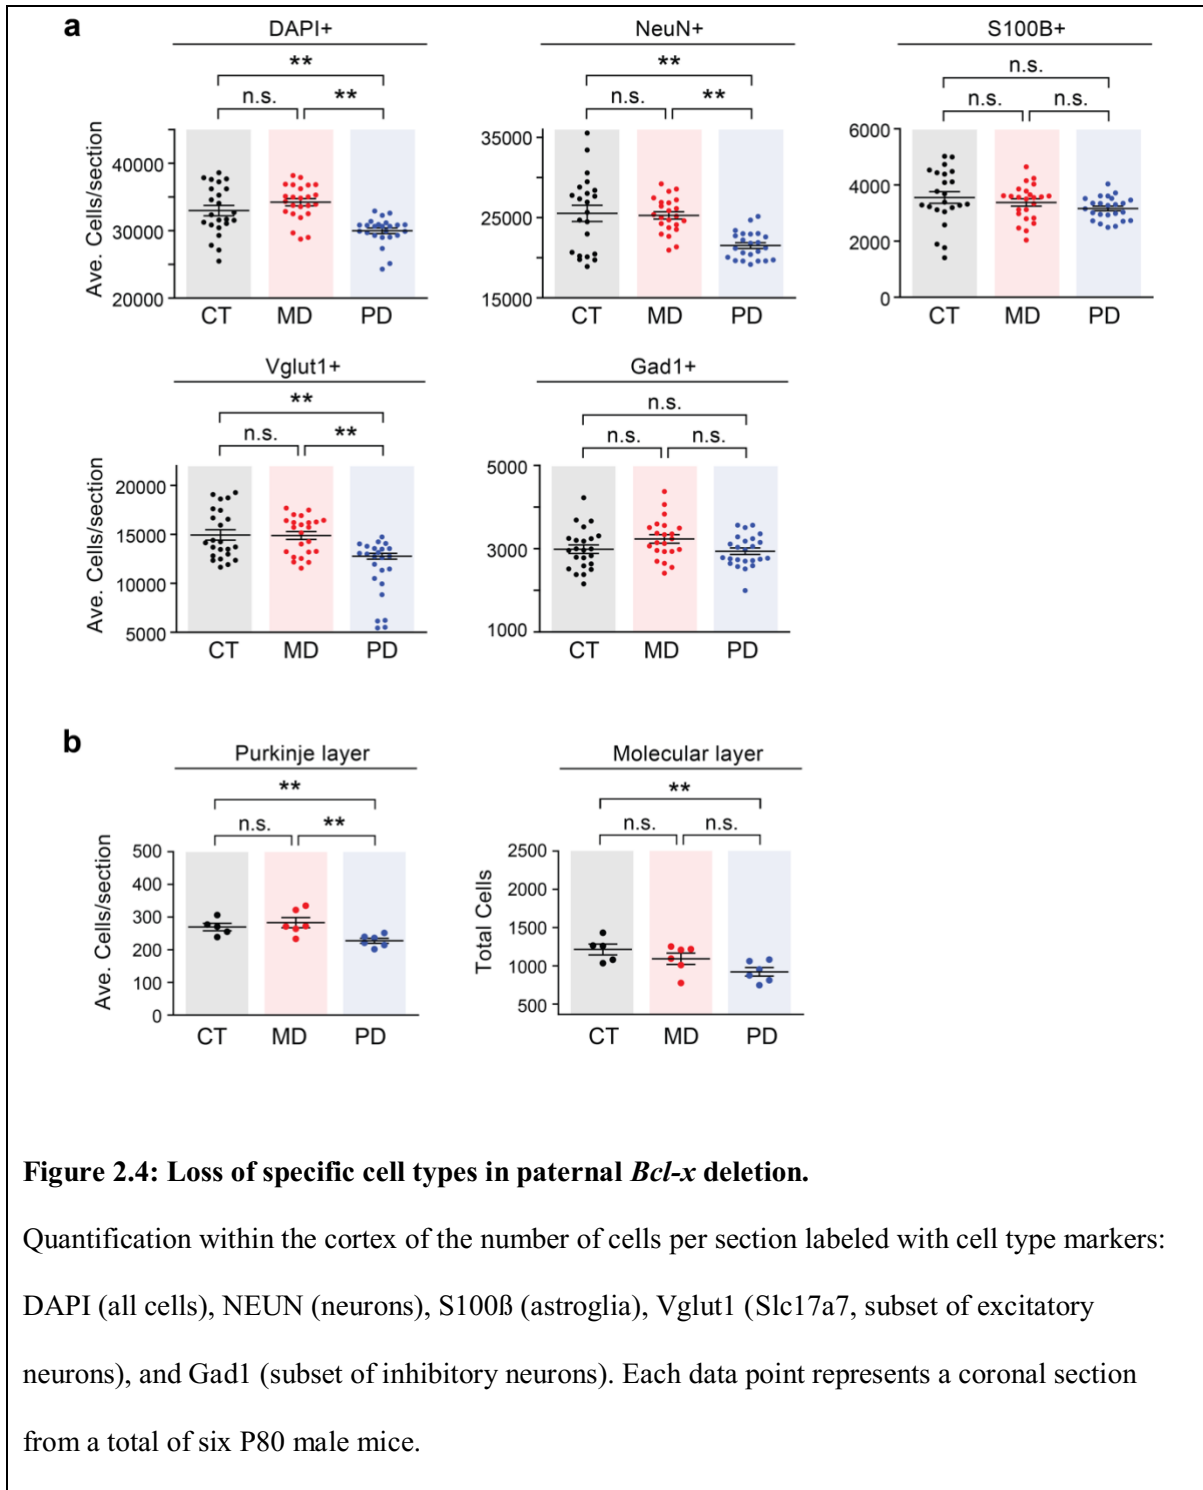 a
DAPI+
NeuN+
S100B+
**
**
n.s.
n.s.
**
n.s.
**
n.s.
n.s.
Ave. Cells/section
40000
30000
20000
35000
25000
15000
6000
4000
2000
0
CT MD PD
CT MD PD
CT MD PD
Vglut1+
Gad1+
**
n.s.
n.s.
**
n.s.
n.s.
Ave. Cells/section
20000
15000
10000
5000
5000
3000
1000
CT MD PD
CT MD PD
b
Purkinje layer
Molecular layer
**
**
n.s.
**
n.s.
n.s.
Ave. Cells/section
500
400
300
200
100
0
Total Cells
2500
2000
1500
1000
500
CT MD PD
CT MD PD
Figure 2.4: Loss of specific cell types in paternal Bcl-x deletion.
Quantification within the cortex of the number of cells per section labeled with cell type markers:
DAPI (all cells), NEUN (neurons), S100ß (astroglia), Vglut1 (Slc17a7, subset of excitatory
neurons), and Gad1 (subset of inhibitory neurons). Each data point represents a coronal section
from a total of six P80 male mice.